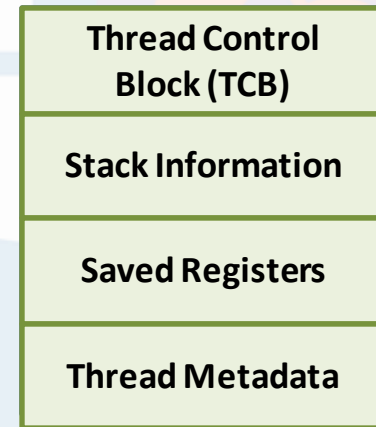 Thread Control
Block (TCB)
Stack Information
Saved Registers
Thread Metadata